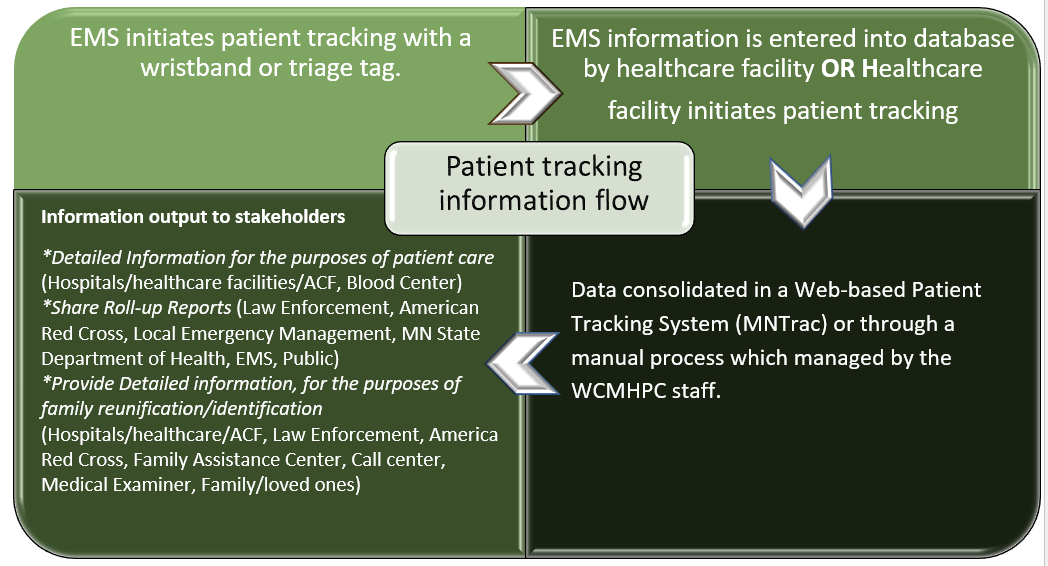 EMS initiates patient tracking with a
wristband or triage tag.
EMS information is entered into database
by healthcare facility OR Healthcare
facility initiates patient tracking
Patient tracking
information flow
Data consolidated in a Web-based Patient
Tracking System (MNTrac) or through a
manual process which managed by the
WCMHPC staff.
Information output to stakeholders
*Detailed Information for the purposes of patient care
(Hospitals/healthcare facilities/ACF, Blood Center)
*Share Roll-up Reports (Law Enforcement, American
Red Cross, Local Emergency Management, MN State
Department of Health, EMS, Public)
*Provide Detailed information, for the purposes of
family reunification/identification
(Hospitals/healthcare/ACF, Law Enforcement, America
Red Cross, Family Assistance Center, Call center,
Medical Examiner, Family/loved ones)